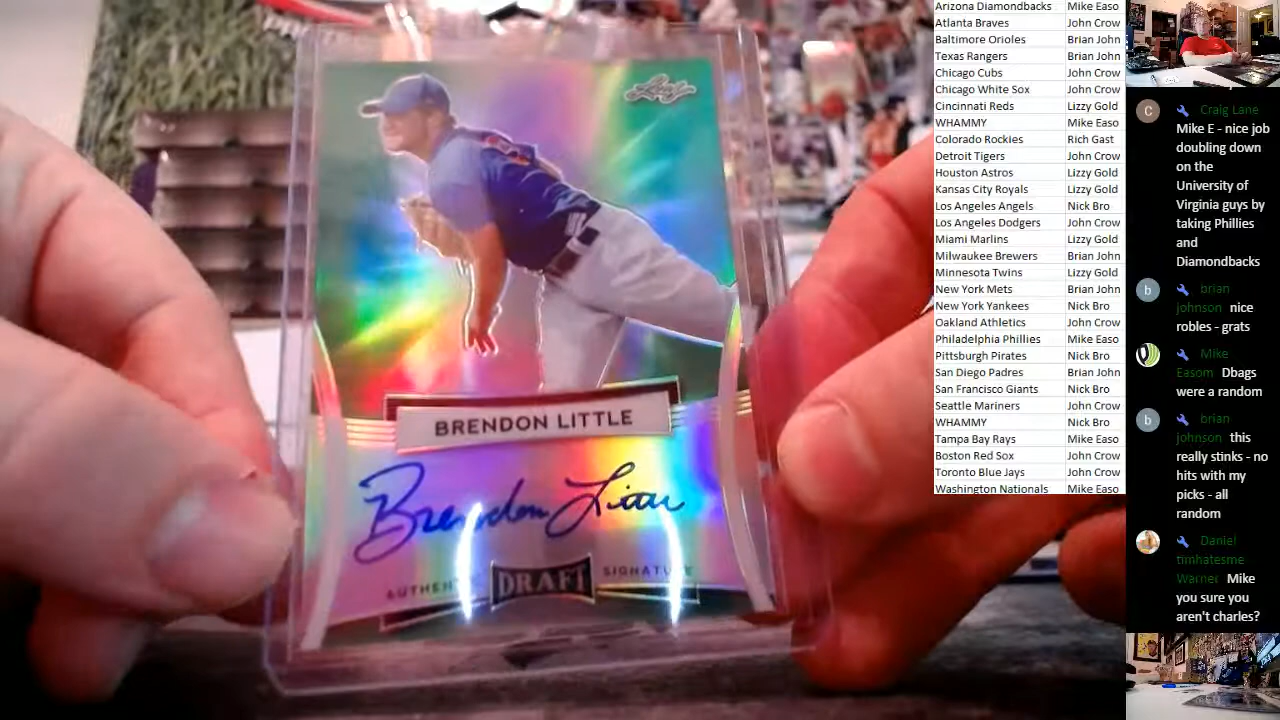 Leaf
BRENDON LITTLE
Brendon Little
AUTHENTIC SIGNATURE
DRAFT
Arizona Diamondbacks Mike Easo
Atlanta Braves John Crow
Baltimore Orioles Brian John
Texas Rangers Brian John
Chicago Cubs John Crow
Chicago White Sox John Crow
Cincinnati Reds Lizzy Gold
WHAMMY Mike Easo
Colorado Rockies Rich Gast
Detroit Tigers John Crow
Houston Astros Lizzy Gold
Kansas City Royals Lizzy Gold
Los Angeles Angels Nick Bro
Los Angeles Dodgers John Crow
Miami Marlins Lizzy Gold
Milwaukee Brewers Brian John
Minnesota Twins Lizzy Gold
New York Mets Brian John
New York Yankees Nick Bro
Oakland Athletics John Crow
Philadelphia Phillies Mike Easo
Pittsburgh Pirates Nick Bro
San Diego Padres Brian John
San Francisco Giants Nick Bro
Seattle Mariners John Crow
WHAMMY Nick Bro
Tampa Bay Rays Mike Easo
Boston Red Sox John Crow
Toronto Blue Jays John Crow
Washington Nationals Mike Easo
C Craig Lane
Mike E - nice job
doubling down
on the
University of
Virginia guys by
taking Phillies
and
Diamondbacks
b brian
johnson nice
robles - grats
Mike
Easom Dbags
were a random
b brian
johnson this
really stinks - no
hits with my
picks - all
random
Daniel
timhatesme
Warner Mike
you sure you
aren't charles?